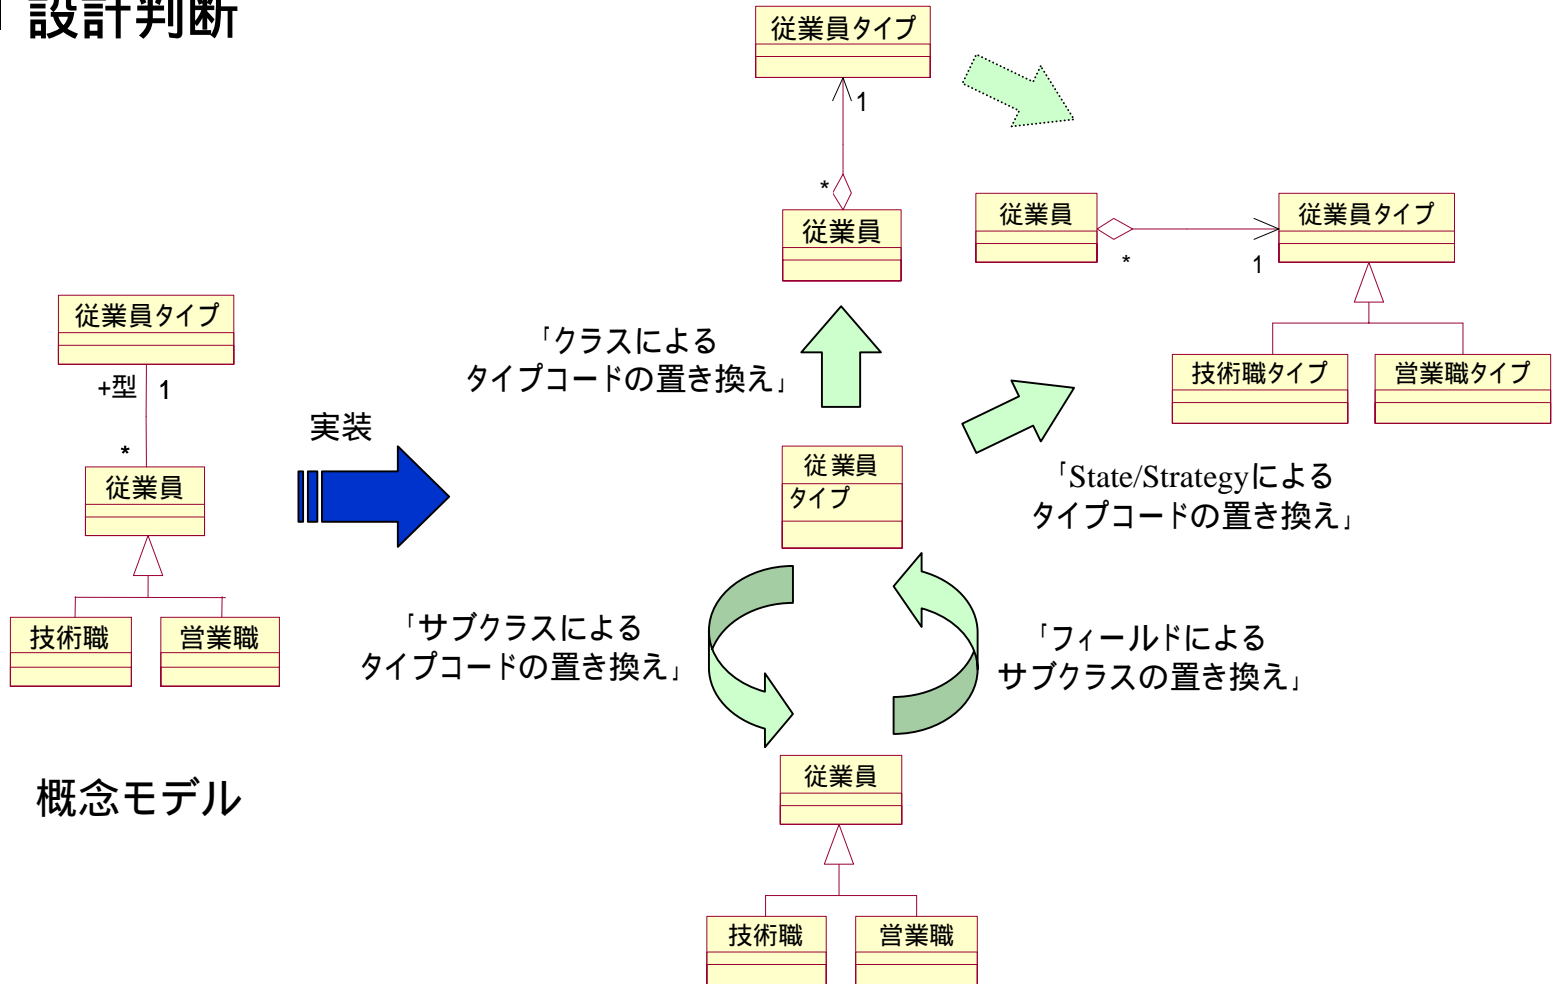 設計判断
従業員タイプ
1
*
従業員
従業員
*
1
従業員タイプ
技術職タイプ
営業職タイプ
従業員タイプ
+型 1
*
従業員
技術職
営業職
概念モデル
実装
「クラスによる
タイプコードの置き換え」
従業員
タイプ
「State/Strategyによる
タイプコードの置き換え」
「サブクラスによる
タイプコードの置き換え」
「フィールドによる
サブクラスの置き換え」
従業員
技術職
営業職